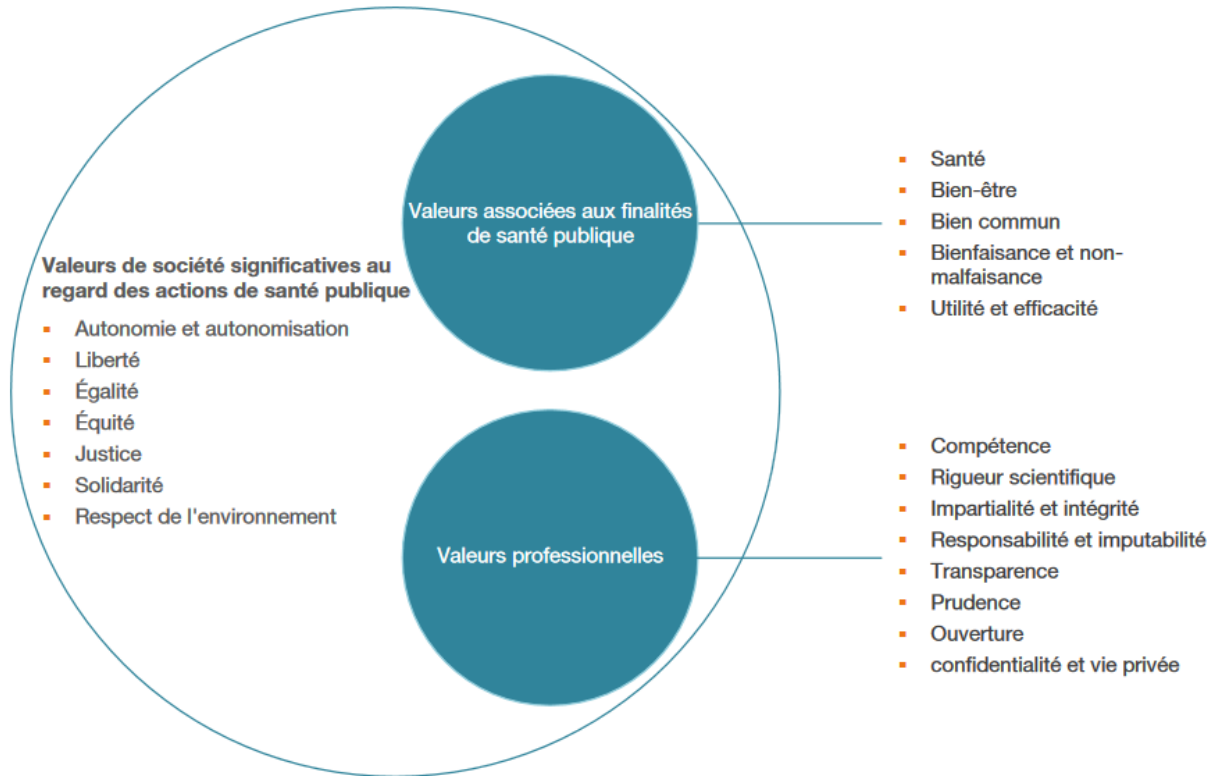 Valeurs de société significatives au
regard des actions de santé publique
Autonomie et autonomisation
Liberté
Égalité
Équité
Justice
Solidarité
Respect de l'environnement
Valeurs associées aux finalités
de santé publique
Santé
Bien-être
Bien commun
Bienfaisance et non-
malfaisance
Utilité et efficacité
Valeurs professionnelles
Compétence
Rigueur scientifique
Impartialité et intégrité
Responsabilité et imputabilité
Transparence
Prudence
Ouverture
confidentialité et vie privée